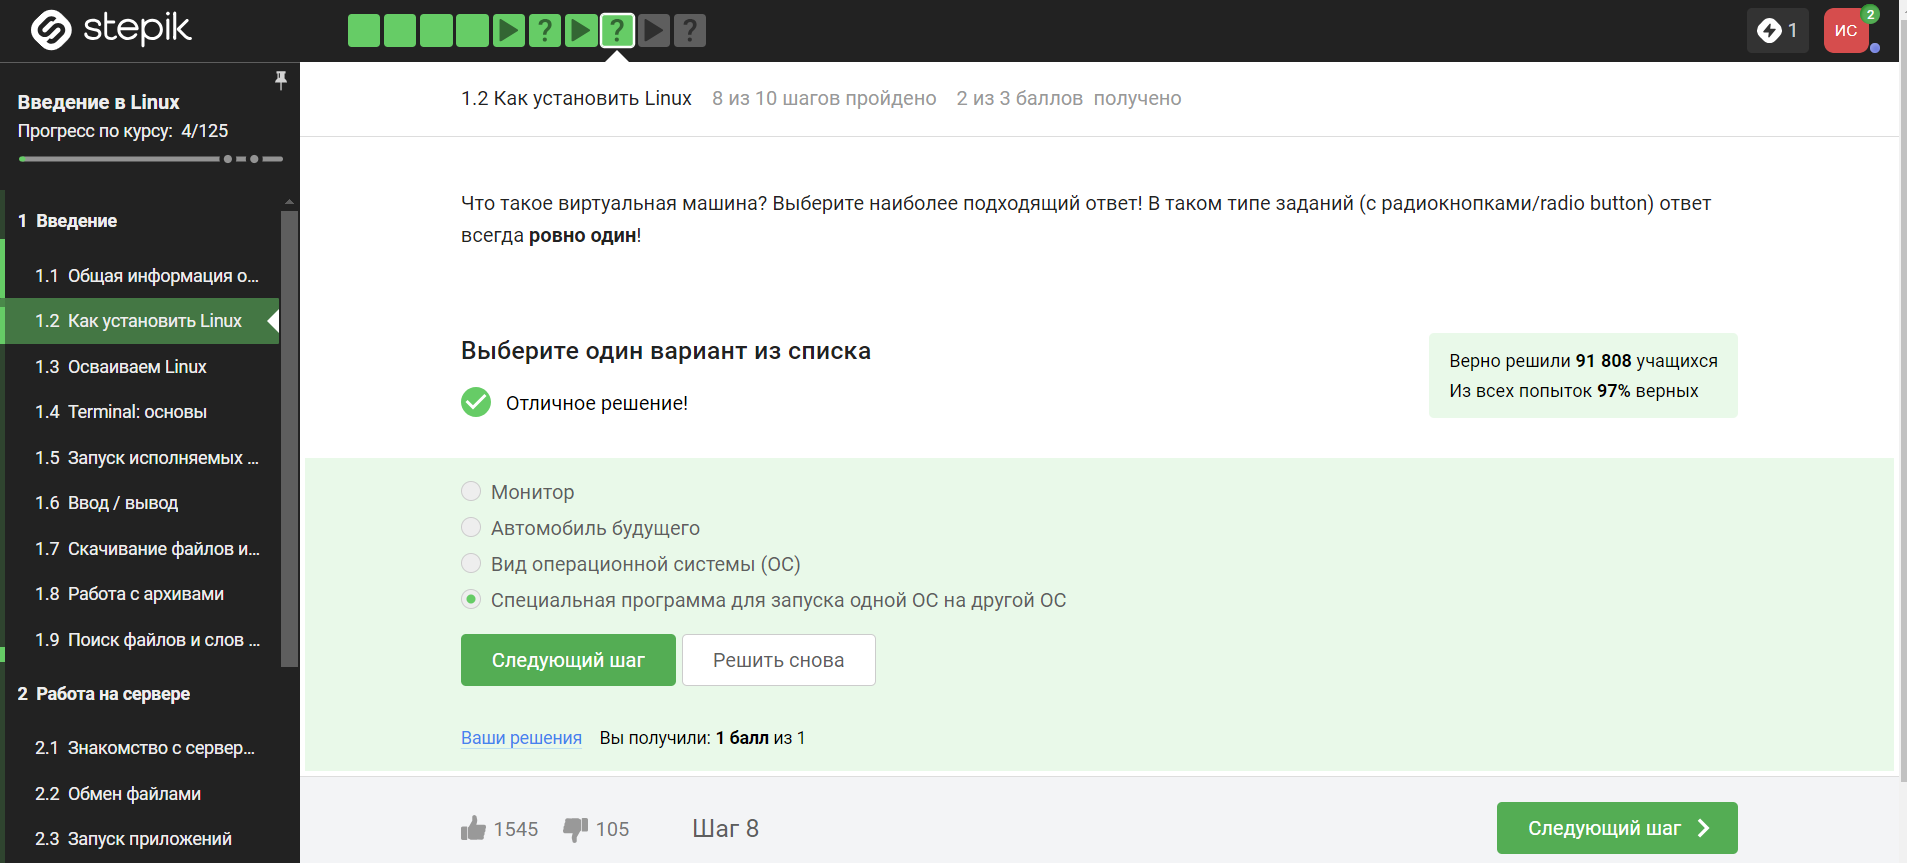 stepik
? ? ?
1
ИС
2
Введение в Linux
Прогресс по курсу: 4/125
1 Введение
1.1 Общая информация о...
1.2 Как установить Linux
1.3 Осваиваем Linux
1.4 Terminal: основы
1.5 Запуск исполняемых ...
1.6 Ввод / вывод
1.7 Скачивание файлов и...
1.8 Работа с архивами
1.9 Поиск файлов и слов ...
2 Работа на сервере
2.1 Знакомство с сервер...
2.2 Обмен файлами
2.3 Запуск приложений
1.2 Как установить Linux 8 из 10 шагов пройдено 2 из 3 баллов получено
Что такое виртуальная машина? Выберите наиболее подходящий ответ! В таком типе заданий (с радиокнопками/radio button) ответ
всегда ровно один!
Выберите один вариант из списка
Отличное решение!
Верно решили 91 808 учащихся
Из всех попыток 97% верных
Монитор
Автомобиль будущего
Вид операционной системы (ОС)
Специальная программа для запуска одной ОС на другой ОС
Следующий шаг
Решить снова
Ваши решения Вы получили: 1 балл из 1
1545 105 Шаг 8
Следующий шаг